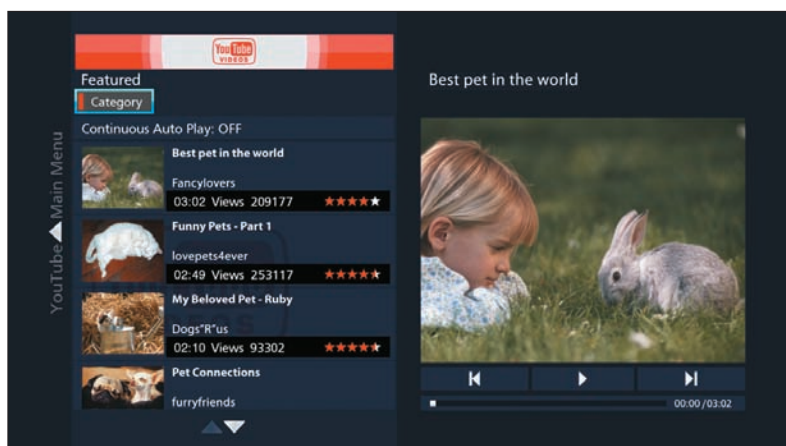 You Tube
VIDEOS
Featured
Category
Continuous Auto Play: OFF
Best pet in the world
Fancylovers
03:02 Views 209177
Funny Pets - Part 1
lovepets4ever
02:49 Views 253117
My Beloved Pet - Ruby
Dogs"R"us
02:10 Views 93302
Pet Connections
furryfriends
YouTube Main Menu
Best pet in the world
00:00/03:02